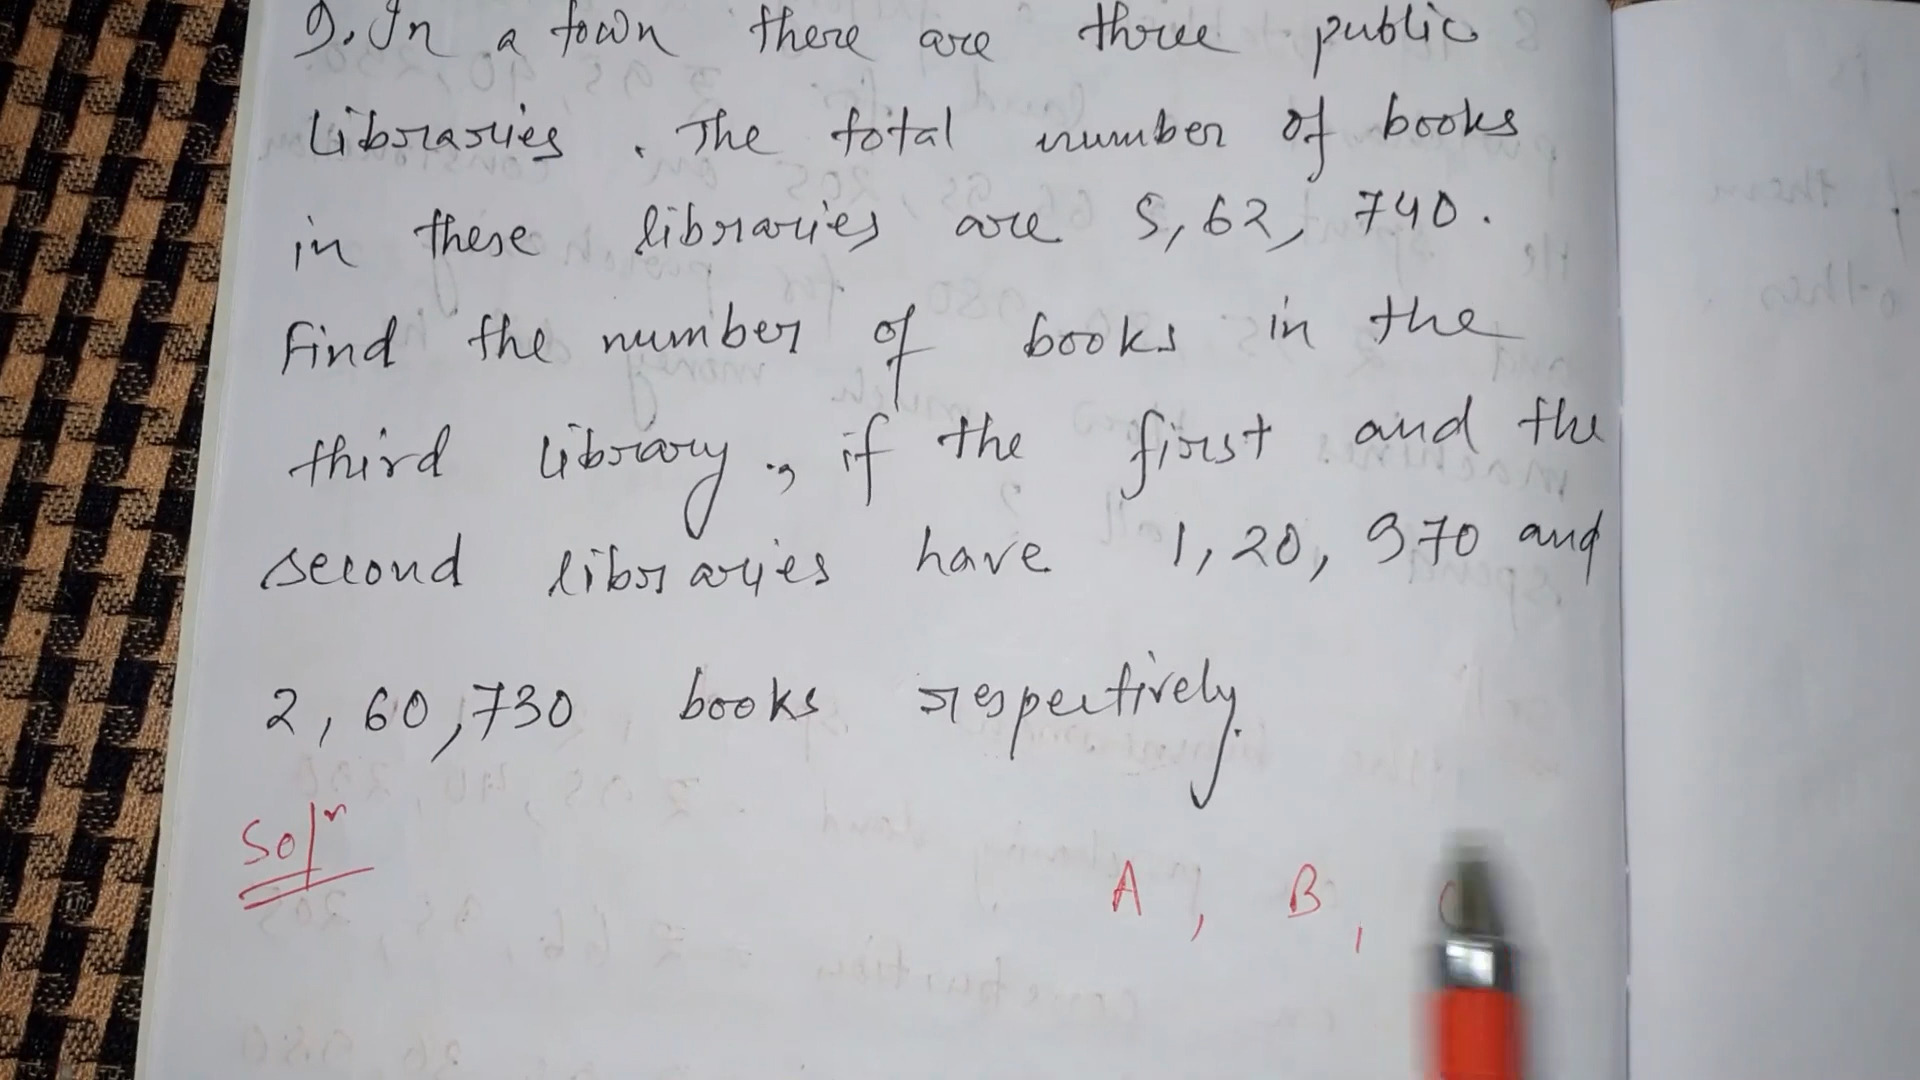 9. In a town there are three public
libraries. The total number of books
in these libraries are 5,62,740.
Find the number of books in the
third library., if the first and the
second libraries have 1,20,970 and
2,60,730 books respectively.
Solⁿ
A, B,